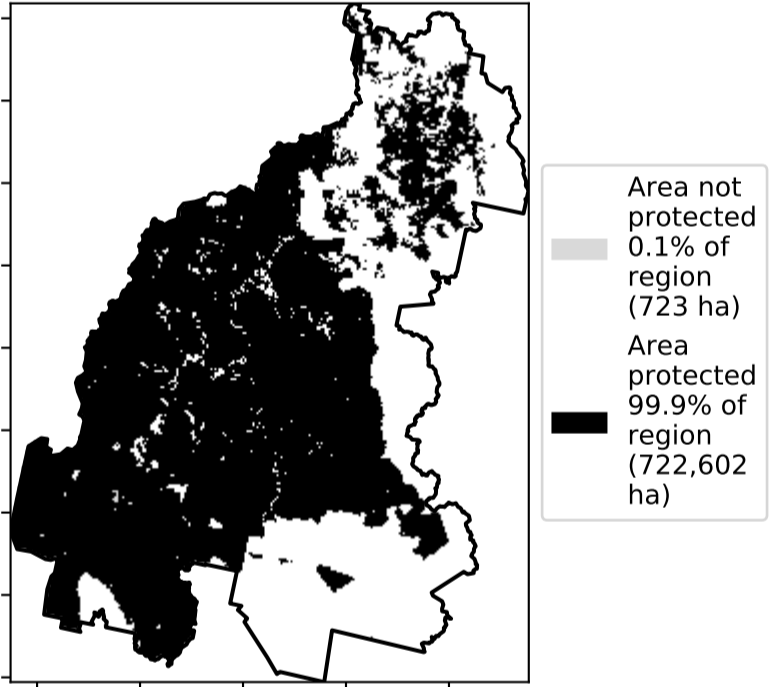 Area not
protected
0.1% of
region
(723 ha)
Area
protected
99.9% of
region
(722,602
ha)